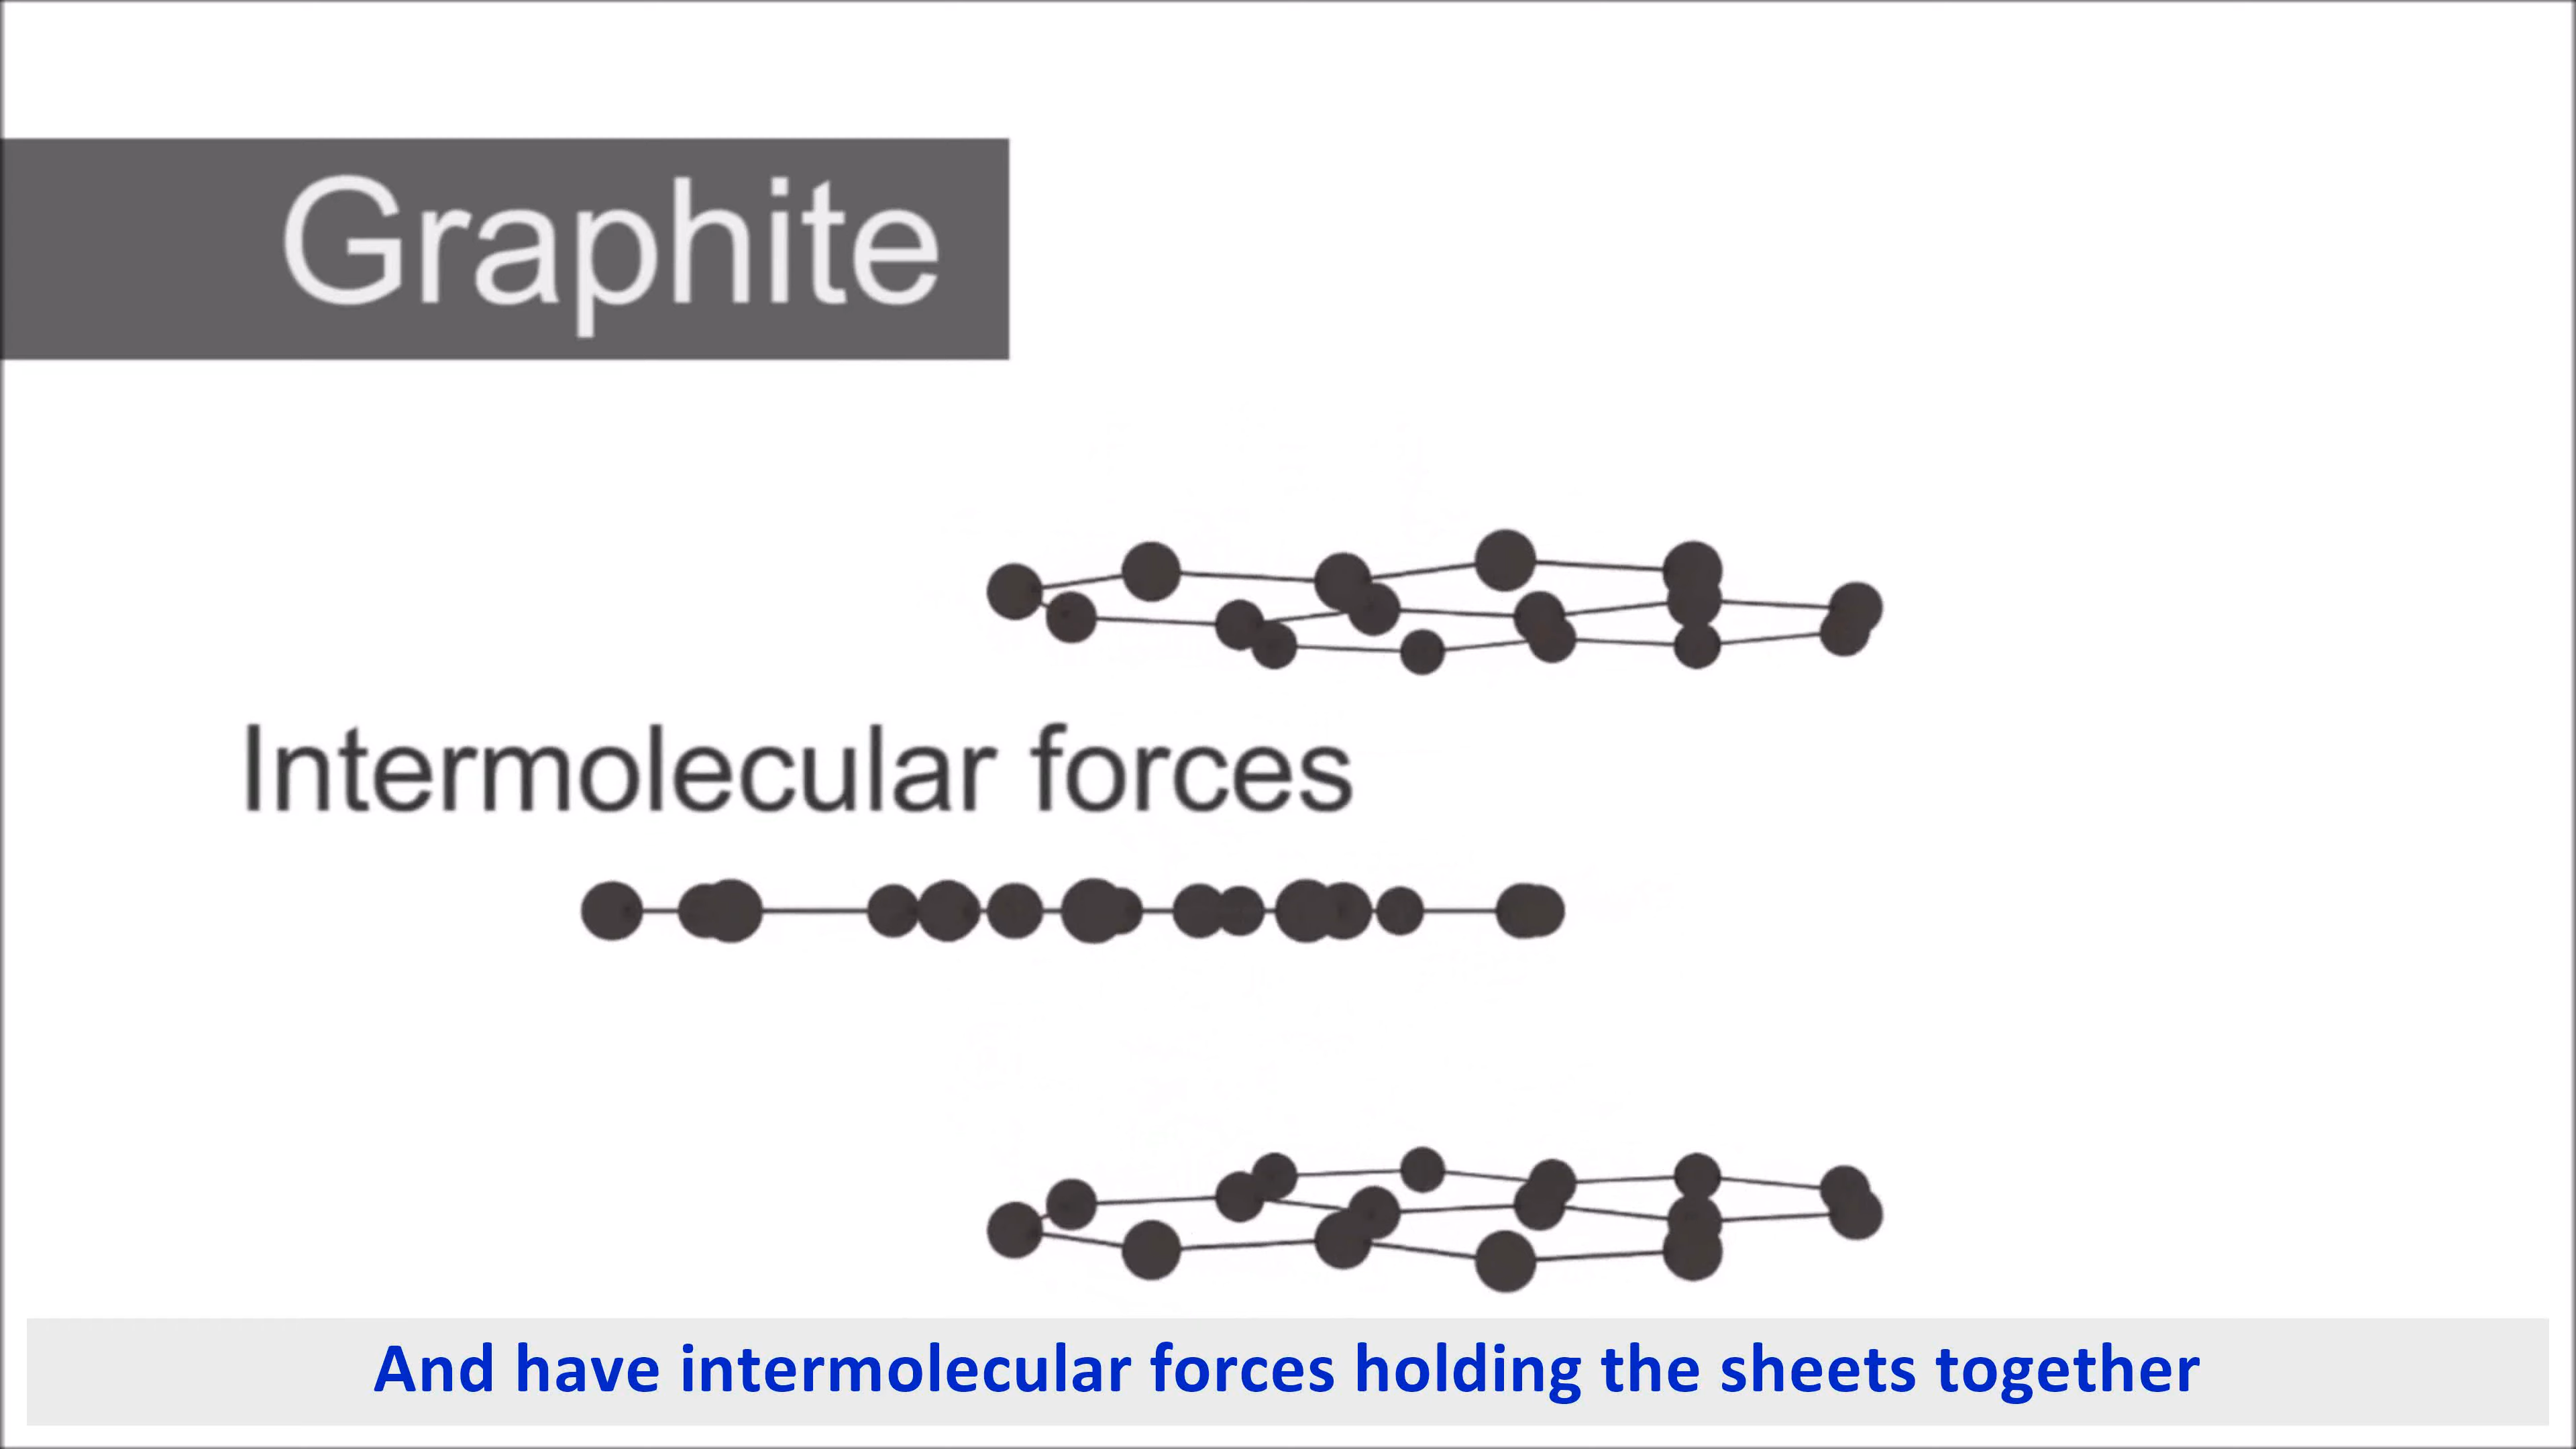 Graphite
Intermolecular forces
And have intermolecular forces holding the sheets together